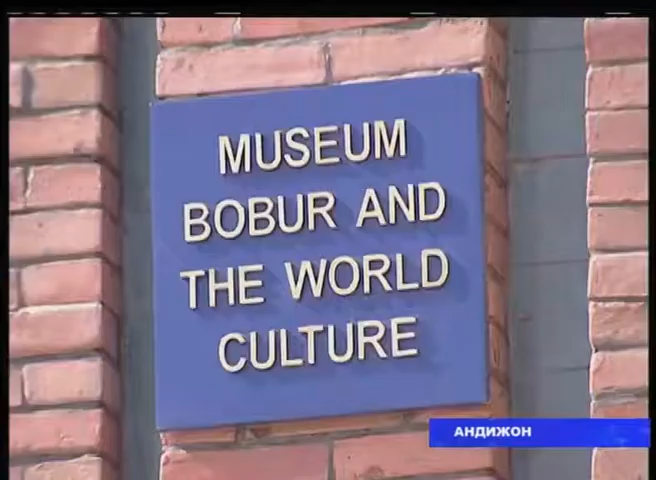 MUSEUM
BOBUR AND
THE WORLD
CULTURE
АНДИЖОН